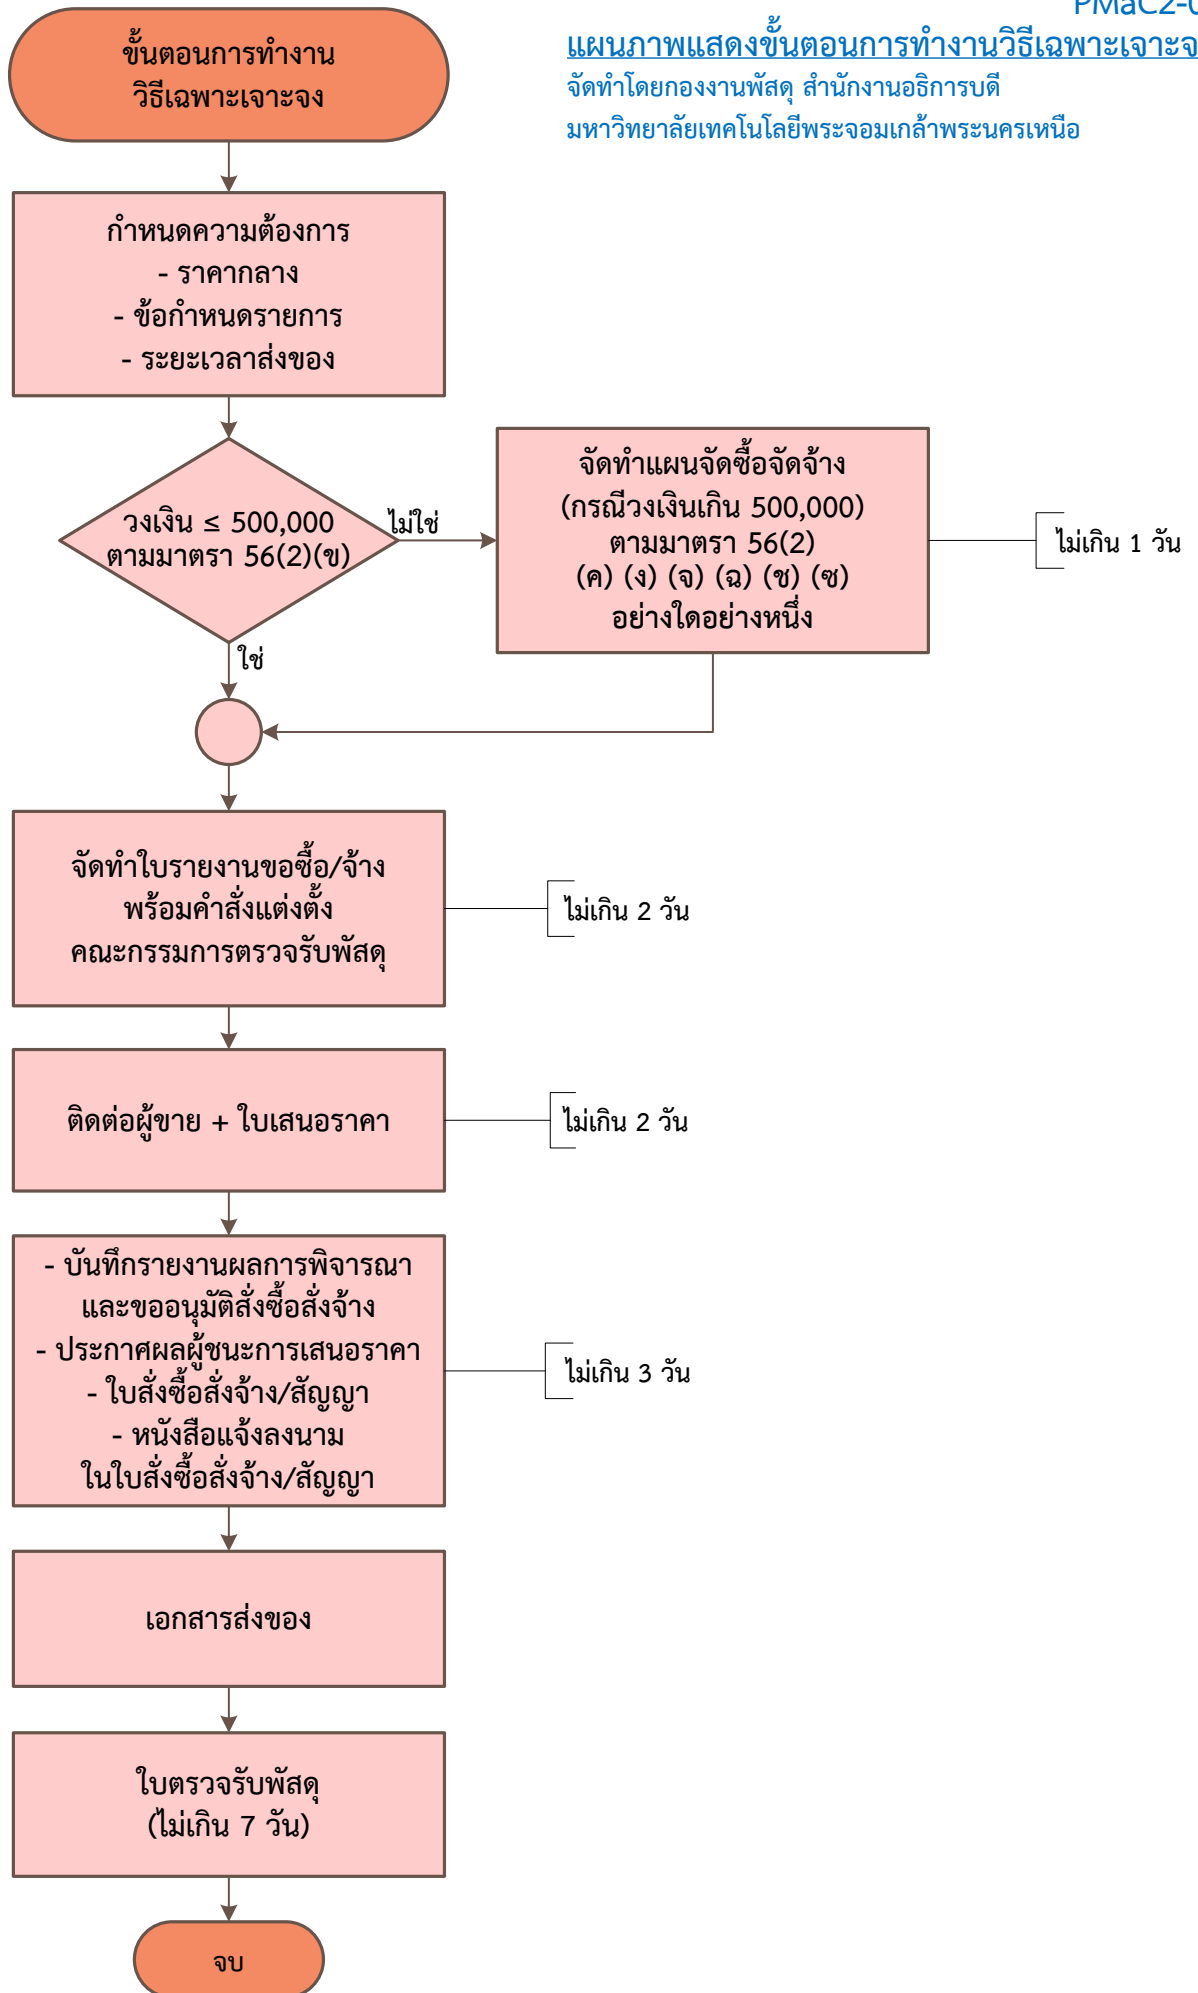 PMaC2-0
แผนภาพแสดงขั้นตอนการทำงานวิธีเฉพาะเจาะจ
จัดทำโดยกองงานพัสดุ สำนักงานอธิการบดี
มหาวิทยาลัยเทคโนโลยีพระจอมเกล้าพระนครเหนือ
ขั้นตอนการทำงาน
วิธีเฉพาะเจาะจง
กำหนดความต้องการ
- ราคากลาง
- ข้อกำหนดรายการ
- ระยะเวลาส่งของ
วงเงิน ≤ 500,000
ตามมาตรา 56(2)(ข)
ไม่ใช่
จัดทำแผนจัดซื้อจัดจ้าง
(กรณีวงเงินเกิน 500,000)
ตามมาตรา 56(2)
(ค) (ง) (จ) (ฉ) (ช) (ซ)
อย่างใดอย่างหนึ่ง
ไม่เกิน 1 วัน
ใช่
จัดทำใบรายงานขอซื้อ/จ้าง
พร้อมคำสั่งแต่งตั้ง
คณะกรรมการตรวจรับพัสดุ
ไม่เกิน 2 วัน
ติดต่อผู้ขาย + ใบเสนอราคา
ไม่เกิน 2 วัน
- บันทึกรายงานผลการพิจารณา
และขออนุมัติสั่งซื้อสั่งจ้าง
- ประกาศผลผู้ชนะการเสนอราคา
- ใบสั่งซื้อสั่งจ้าง/สัญญา
- หนังสือแจ้งลงนาม
ในใบสั่งซื้อสั่งจ้าง/สัญญา
ไม่เกิน 3 วัน
เอกสารส่งของ
ใบตรวจรับพัสดุ
(ไม่เกิน 7 วัน)
จบ